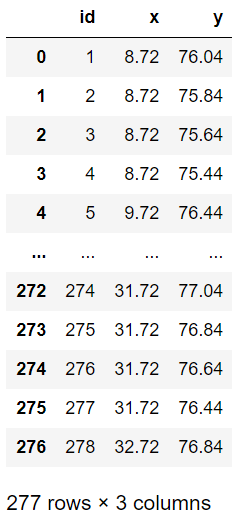 id x y
0 1 8.72 76.04
1 2 8.72 75.84
2 3 8.72 75.64
3 4 8.72 75.44
4 5 9.72 76.44
... ... ... ...
272 274 31.72 77.04
273 275 31.72 76.84
274 276 31.72 76.64
275 277 31.72 76.44
276 278 32.72 76.84
277 rows × 3 columns